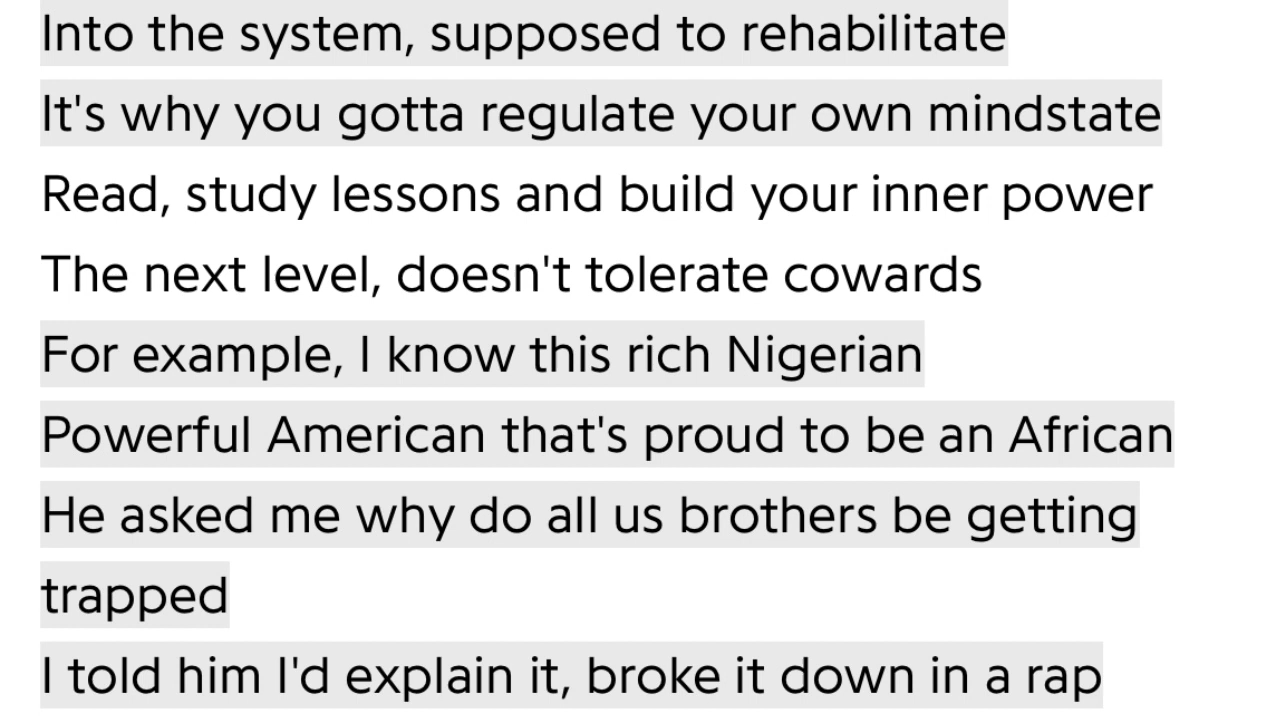 Into the system, supposed to rehabilitate
It's why you gotta regulate your own mindstate
Read, study lessons and build your inner power
The next level, doesn't tolerate cowards
For example, I know this rich Nigerian
Powerful American that's proud to be an African
He asked me why do all us brothers be getting
trapped
I told him I'd explain it, broke it down in a rap